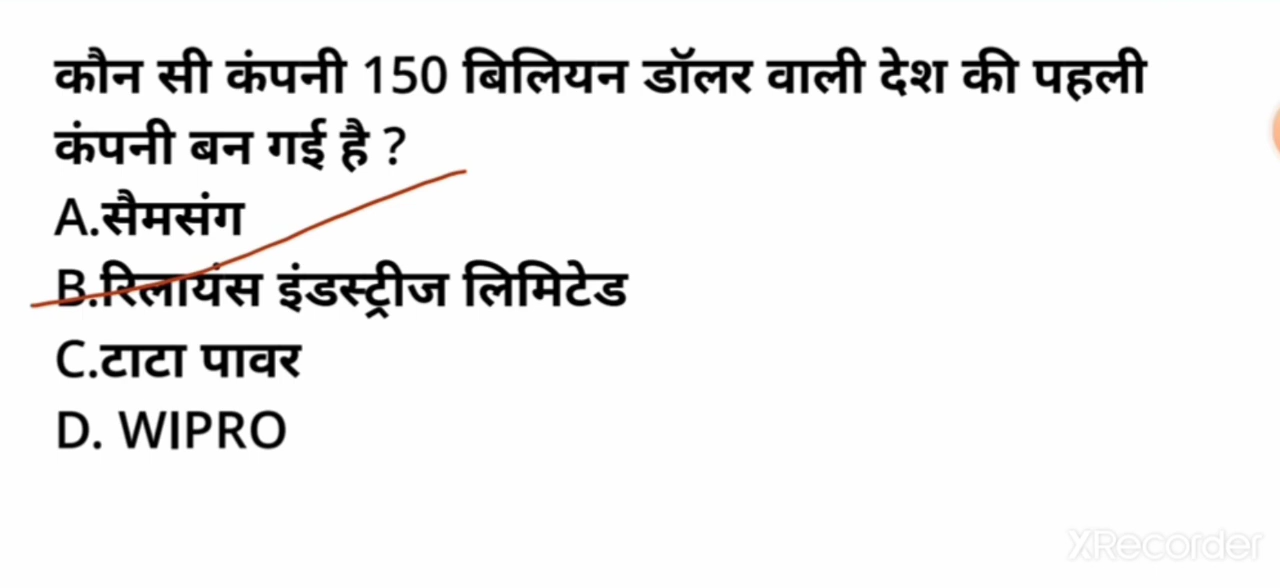 कौन सी कंपनी 150 बिलियन डॉलर वाली देश की पहली
कंपनी बन गई है ?
A.सैमसंग
B.रिलायंस इंडस्ट्रीज लिमिटेड
C.टाटा पावर
D. WIPRO
XRecorder